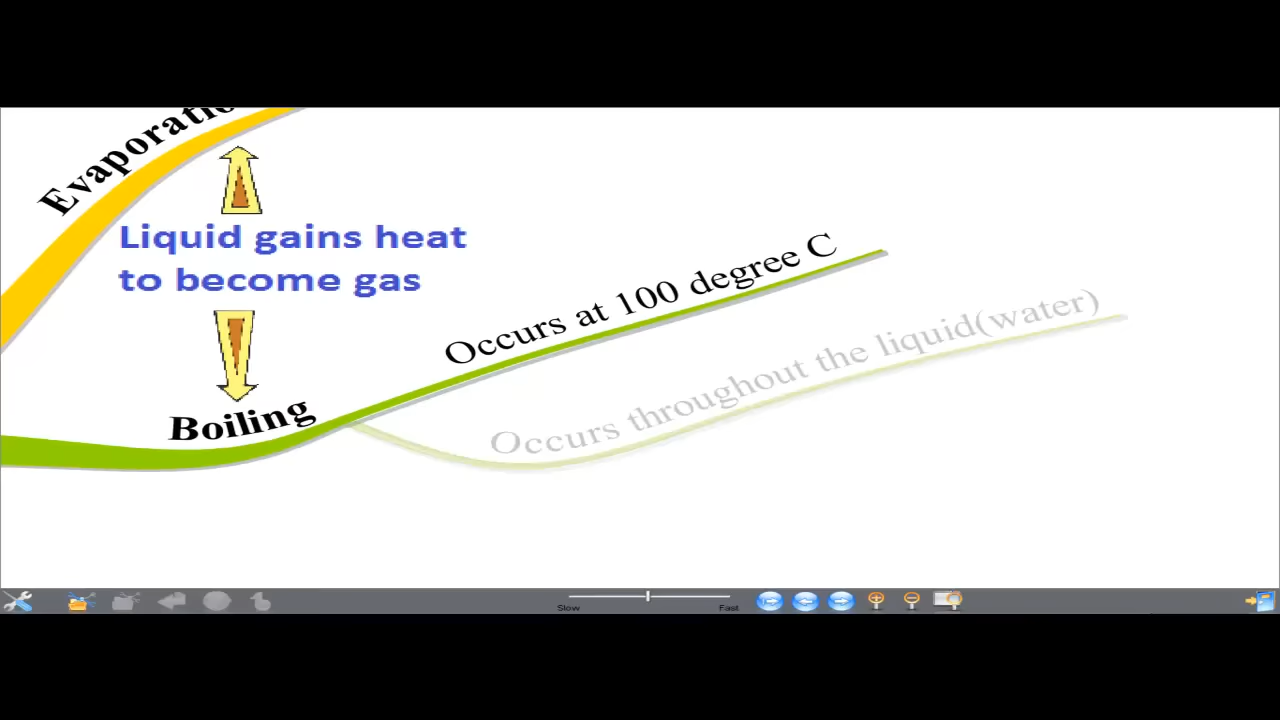 Evaporatio
Liquid gains heat
to become gas
Occurs at 100 degree C
Occurs throughout the liquid(water)
Boiling
Slow
Fast